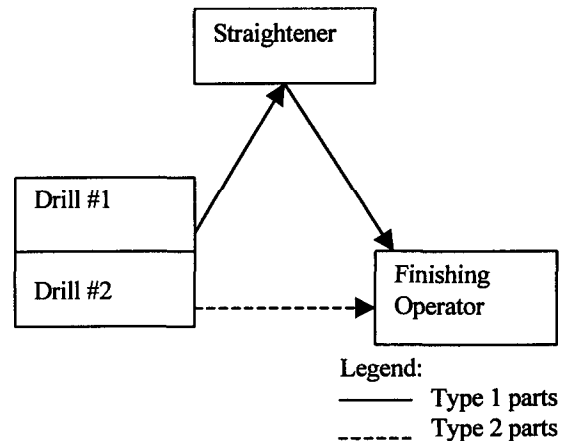 Straightener
Drill #1
Drill #2
Finishing
Operator
Legend:
Type 1 parts
Type 2 parts